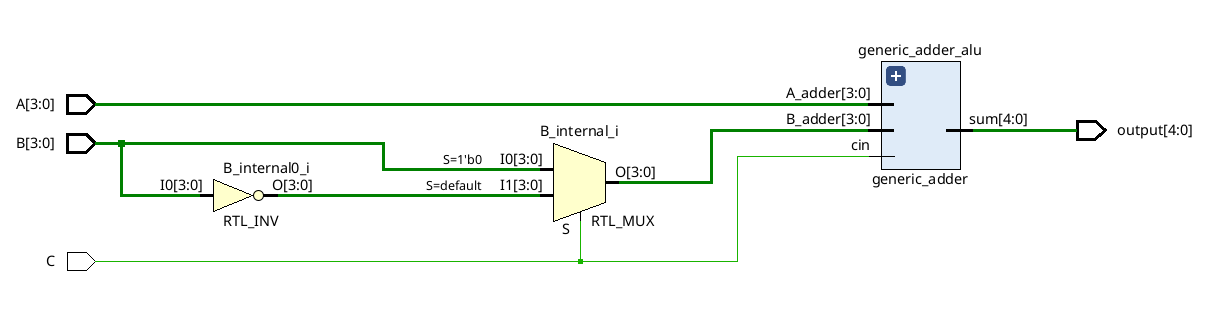 generic_adder_alu
A_adder[3:0]
A[3:0]
B_adder[3:0]
sum[4:0]
output[4:0]
B[3:0]
B_internal_i
cin
S=1'b0
I0[3:0]
B_internal0_i
O[3:0]
generic_adder
I0[3:0]
O[3:0]
S=default
I1[3:0]
RTL_INV
S
RTL_MUX
C